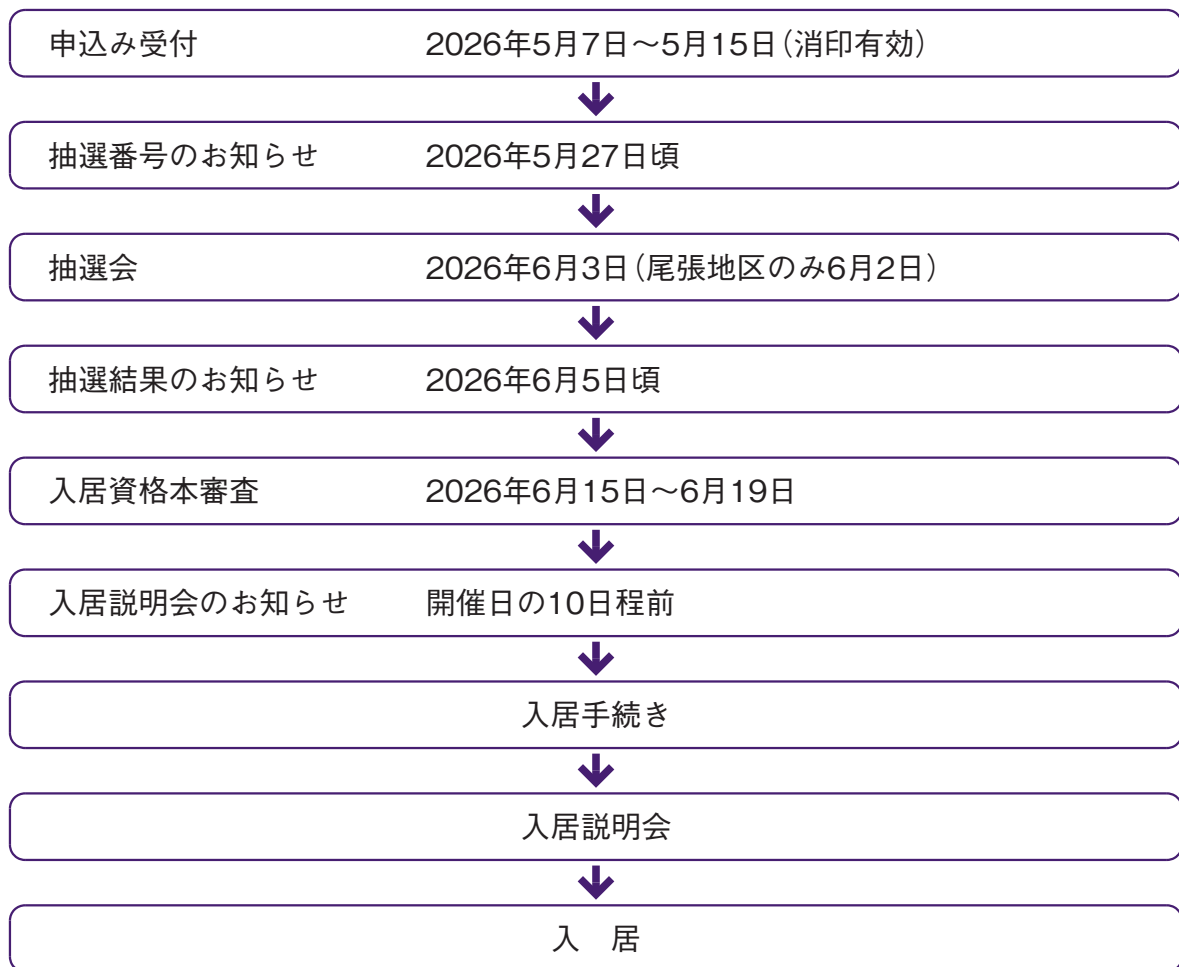 申込み受付 2026年5月7日～5月15日（消印有効）
抽選番号のお知らせ 2026年5月27日頃
抽選会 2026年6月3日（尾張地区のみ6月2日）
抽選結果のお知らせ 2026年6月5日頃
入居資格本審査 2026年6月15日～6月19日
入居説明会のお知らせ 開催日の10日程前
入居手続き
入居説明会
入　居